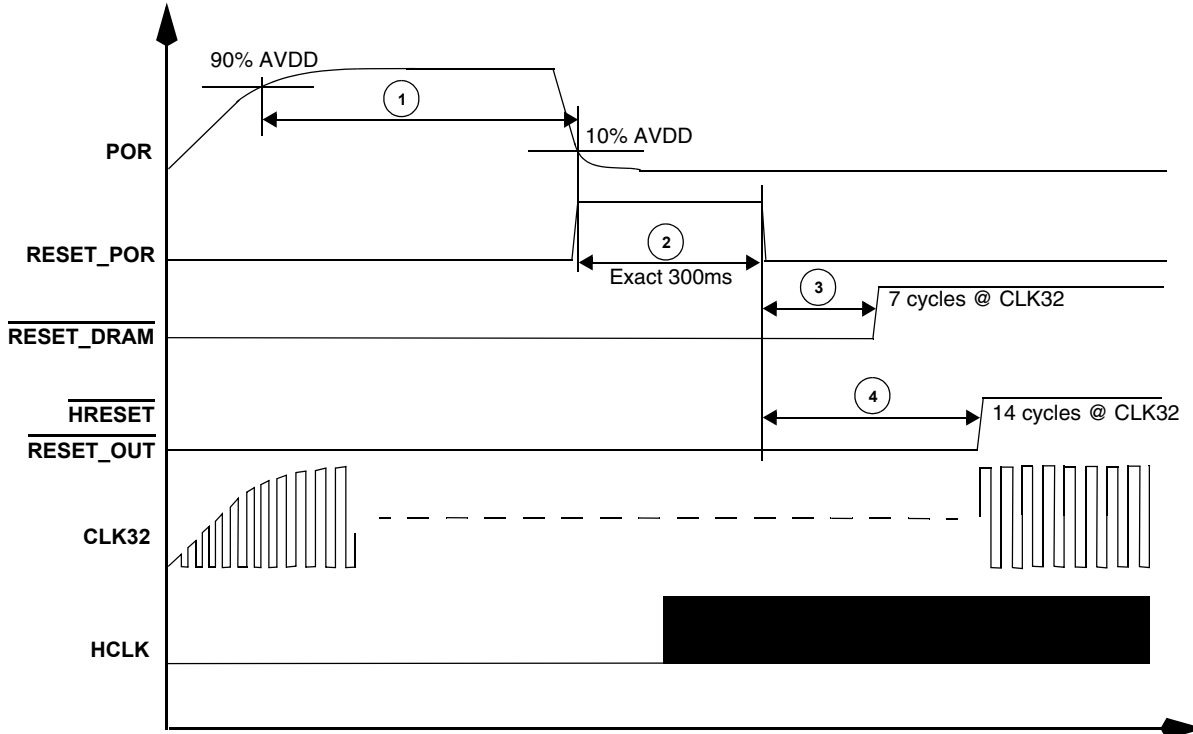 90% AVDD
1
10% AVDD
POR
2
RESET_POR
Exact 300ms
3
7 cycles @ CLK32
RESET_DRAM
4
HRESET
14 cycles @ CLK32
RESET_OUT
CLK32
HCLK